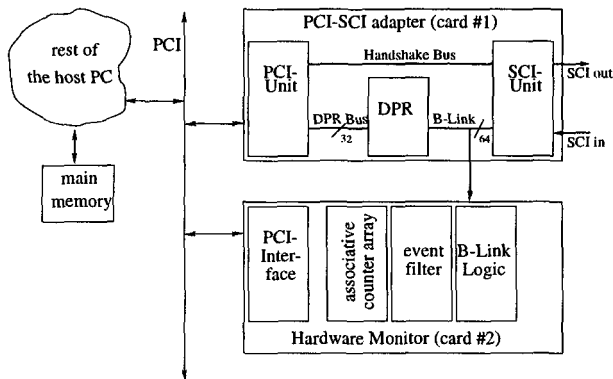 PCI-SCI adapter (card #1)
rest of
the host PC
PCI
Handshake Bus
PCI-
Unit
SCI-
Unit
SCI out
DPR
DPR Bus
32
B-Link
64
SCI in
main
memory
PCI-
Inter-
face
associative
counter array
event
filter
B-Link
Logic
Hardware Monitor (card #2)